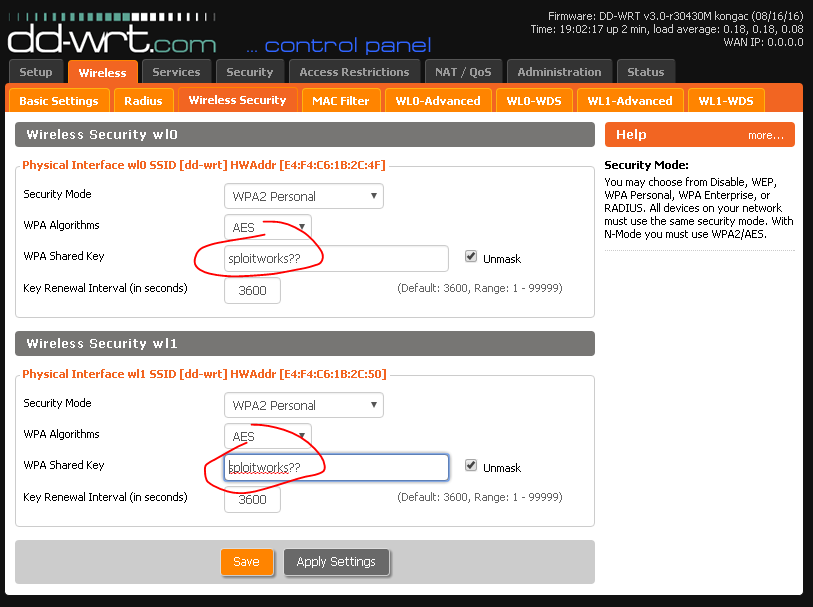 Firmware: DD-WRT v3.0-r30430M kongac (08/16/16)
Time: 19:02:17 up 2 min, load average: 0.18, 0.18, 0.08
WAN IP: 0.0.0.0
dd-wrt.com ... control panel
Setup Wireless Services Security Access Restrictions NAT / QoS Administration Status
Basic Settings Radius Wireless Security MAC Filter WL0-Advanced WL0-WDS WL1-Advanced WL1-WDS
Wireless Security wl0
Physical Interface wl0 SSID [dd-wrt] HWAddr [E4:F4:C6:1B:2C:4F]
Security Mode WPA2 Personal
WPA Algorithms AES
WPA Shared Key sploitworks?? Unmask
Key Renewal Interval (in seconds) 3600 (Default: 3600, Range: 1 - 99999)
Wireless Security wl1
Physical Interface wl1 SSID [dd-wrt] HWAddr [E4:F4:C6:1B:2C:50]
Security Mode WPA2 Personal
WPA Algorithms AES
WPA Shared Key sploitworks?? Unmask
Key Renewal Interval (in seconds) 3600 (Default: 3600, Range: 1 - 99999)
Save Apply Settings
Help more...
Security Mode:
You may choose from Disable, WEP,
WPA Personal, WPA Enterprise, or
RADIUS. All devices on your network
must use the same security mode. With
N-Mode you must use WPA2/AES.